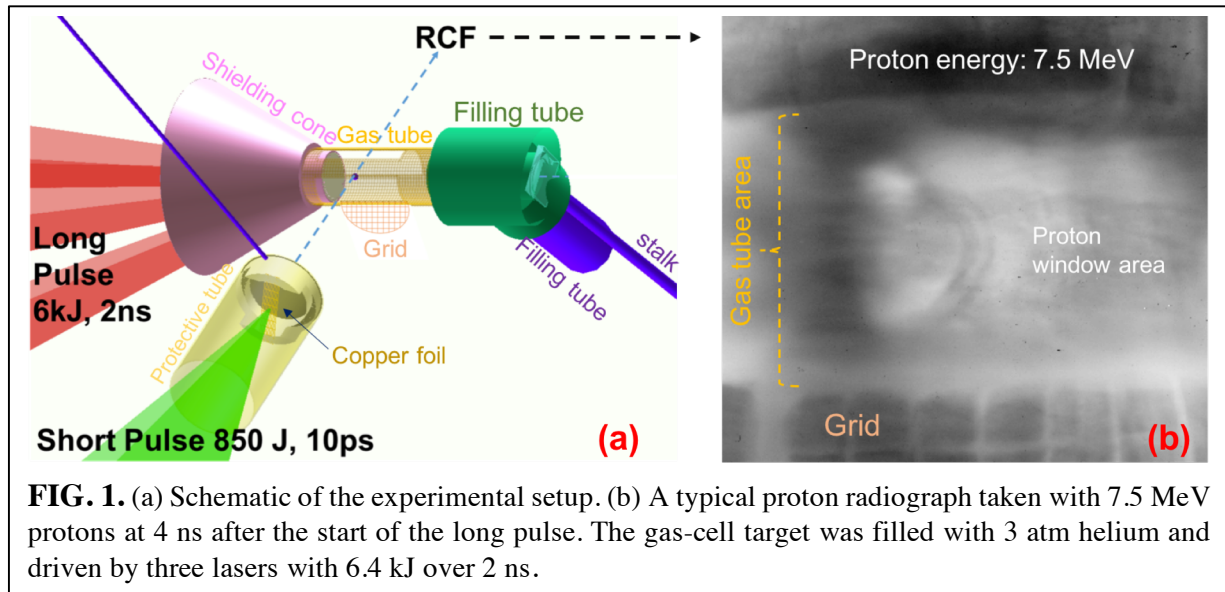 RCF
Proton energy: 7.5 MeV
Shielding cone
Gas tube
Filling tube
Gas tube area
Long
Pulse
6kJ, 2ns
Grid
Filling tube
stalk
Proton
window area
Protective tube
Copper foil
Short Pulse 850 J, 10ps
(a)
Grid
(b)
FIG. 1. (a) Schematic of the experimental setup. (b) A typical proton radiograph taken with 7.5 MeV
protons at 4 ns after the start of the long pulse. The gas-cell target was filled with 3 atm helium and
driven by three lasers with 6.4 kJ over 2 ns.